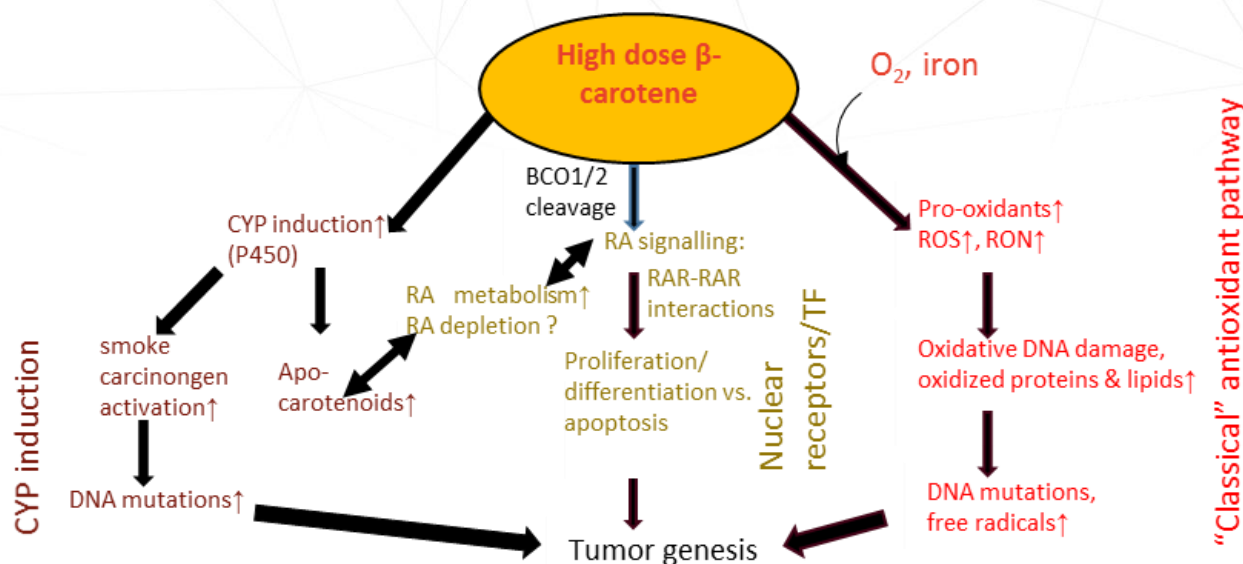 High dose β-
carotene
O₂, iron
BCO1/2
cleavage
CYP induction↑
(P450)
RA signalling:
Pro-oxidants↑
ROS↑, RON↑
RAR-RAR
interactions
RA metabolism↑
RA depletion ?
smoke
carcinongen
activation↑
Apo-
carotenoids↑
Proliferation/
differentiation vs.
apoptosis
Oxidative DNA damage,
oxidized proteins & lipids↑
DNA mutations↑
DNA mutations,
free radicals↑
Tumor genesis
CYP induction
Nuclear
receptors/TF
"Classical” antioxidant pathway